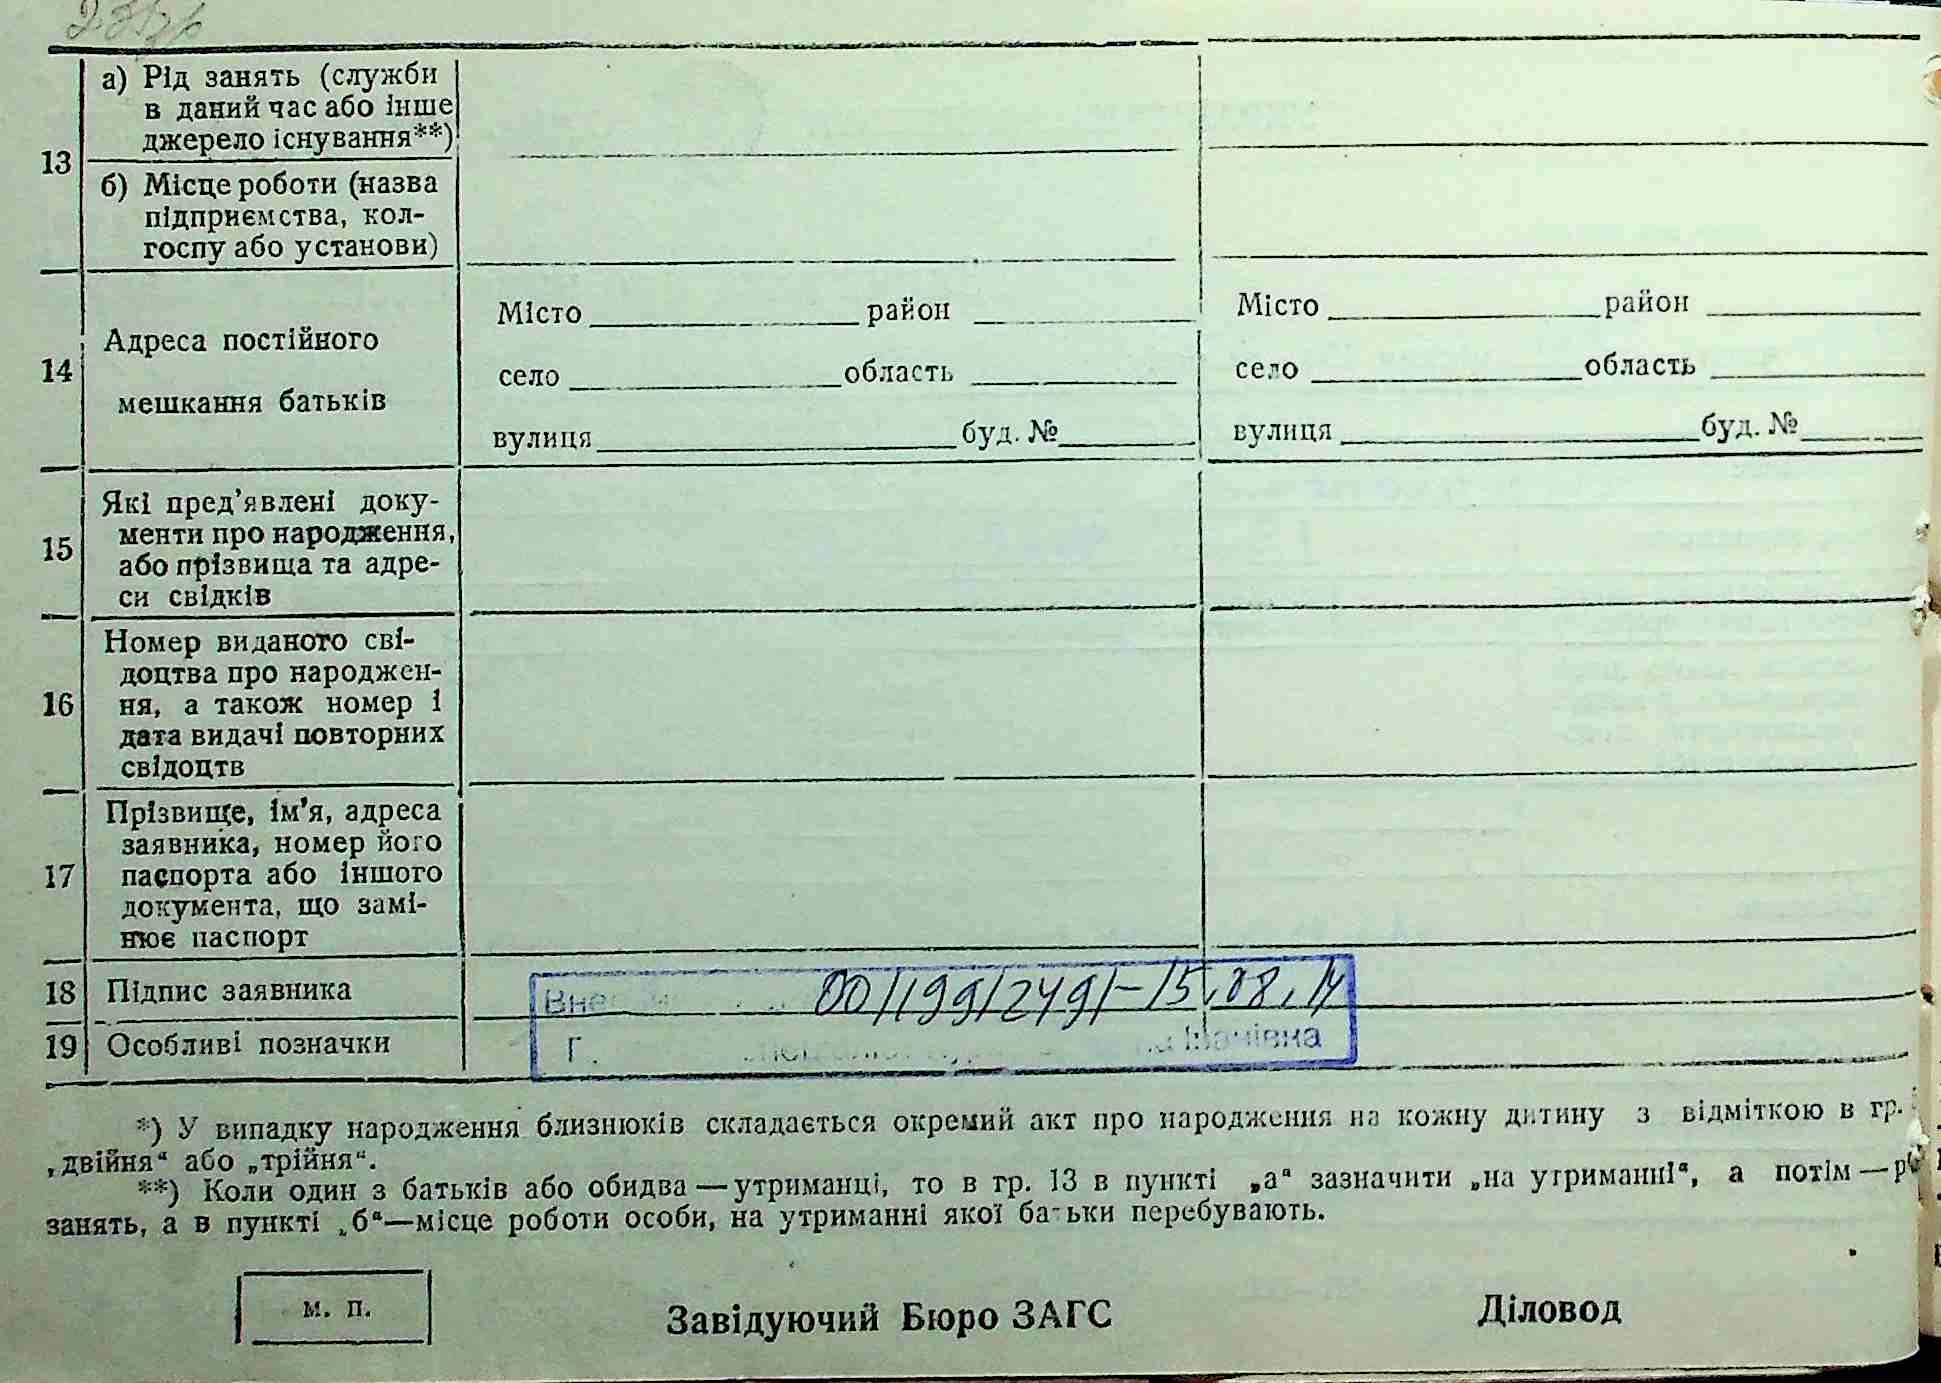 13
а) Рід занять (служби
в даний час або інше
джерело існування**)
б) Місце роботи (назва
підприємства, кол-
госпу або установи)
14
Адреса постійного
мешкання батьків
Місто район
село область
вулиця буд. №
Місто район
село область
вулиця буд. №
15
Які пред'явлені доку-
менти про народження,
або прізвища та адре-
си свідків
16
Номер виданого сві-
доцтва про народжен-
ня, а також номер і
дата видачі повторних
свідоцтв
17
Прізвище, ім'я, адреса
заявника, номер його
паспорта або іншого
документа, що замі-
нює паспорт
18 Підпис заявника
00/199/2491-15.08.14
19 Особливі позначки
Г. Іванівна
*) У випадку народження близнюків складається окремий акт про народження на кожну дитину з відміткою в гр.
„двійня“ або „трійня“.
**) Коли один з батьків або обидва — утриманці, то в гр. 13 в пункті „а“ зазначити „на утриманні“, а потім —
занять, а в пункті „б“ — місце роботи особи, на утриманні якої батьки перебувають.
м. п.
Завідуючий Бюро ЗАГС
Діловод